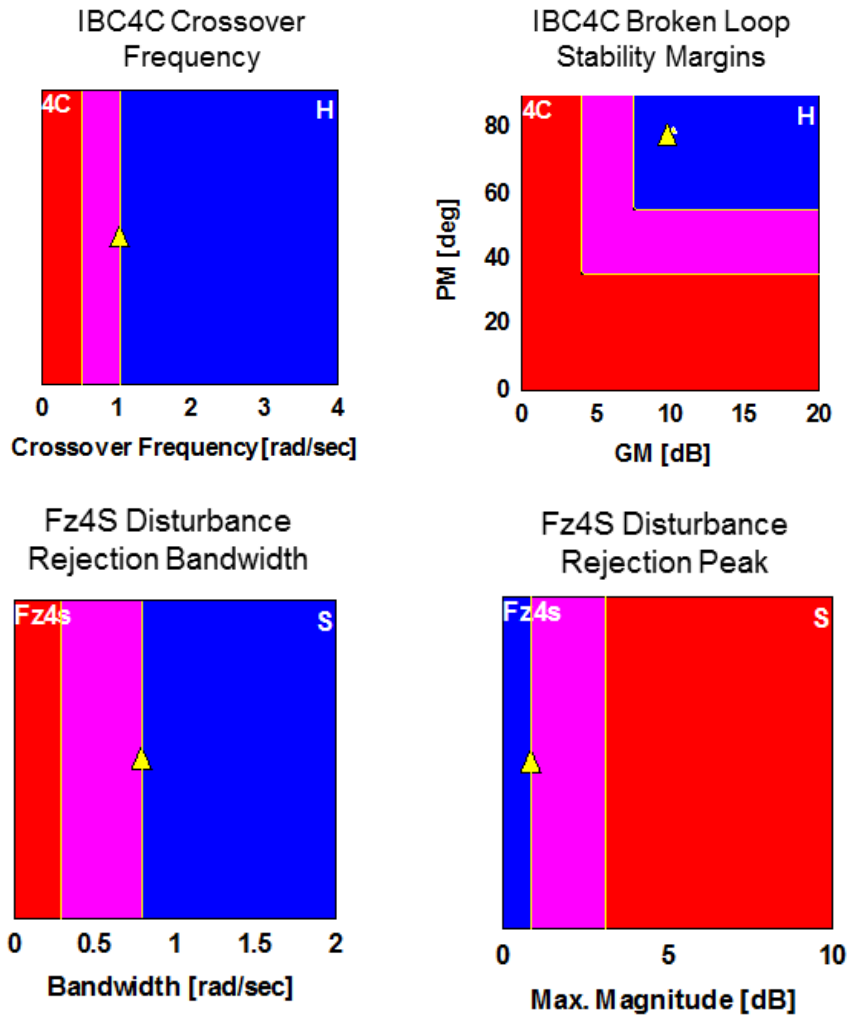 IBC4C Crossover
Frequency
4C
H
0 1 2 3 4
Crossover Frequency[rad/sec]
IBC4C Broken Loop
Stability Margins
4C
H
80
60
40
20
0
PM [deg]
0 5 10 15 20
GM [dB]
Fz4S Disturbance
Rejection Bandwidth
Fz4s
S
0 0.5 1 1.5 2
Bandwidth [rad/sec]
Fz4S Disturbance
Rejection Peak
Fz4s
S
0 5 10
Max. Magnitude [dB]